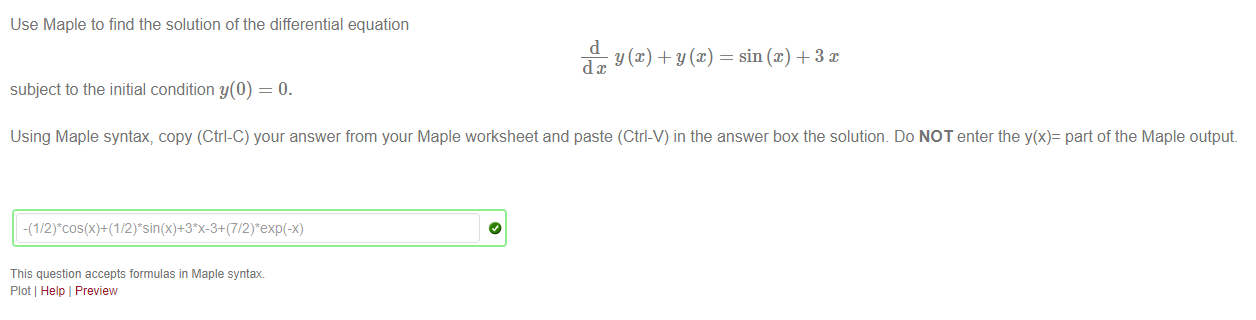 Use Maple to find the solution of the differential equation
d/dx y (x) + y (x) = sin (x) + 3 x
subject to the initial condition y(0) = 0.
Using Maple syntax, copy (Ctrl-C) your answer from your Maple worksheet and paste (Ctrl-V) in the answer box the solution. Do NOT enter the y(x)= part of the Maple output.
-(1/2)*cos(x)+(1/2)*sin(x)+3*x-3+(7/2)*exp(-x)
This question accepts formulas in Maple syntax.
Plot | Help | Preview